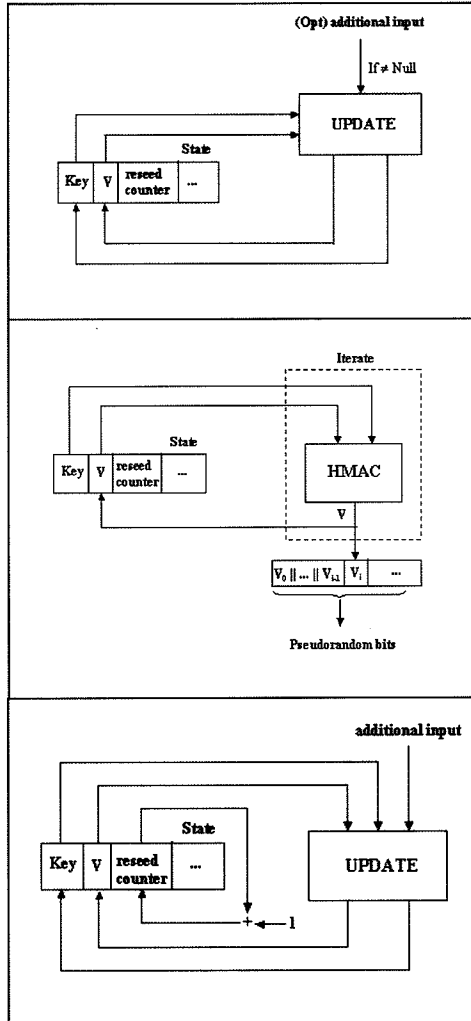 (Opt) additional input
If ≠ Null
UPDATE
State
Key V reseed counter ...
Iterate
State
Key V reseed counter ...
HMAC
V
V0 || ... || Vi-1 Vi ...
Pseudorandom bits
additional input
State
Key V reseed counter ...
UPDATE
+ 1